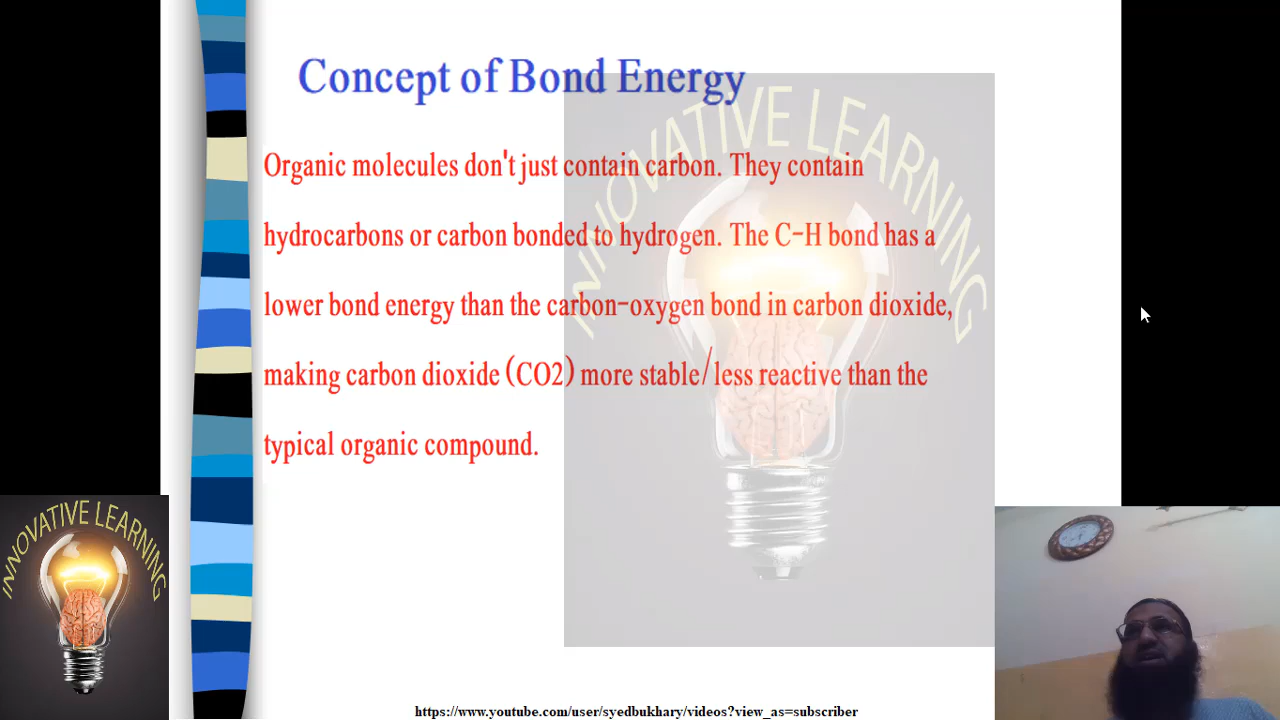 Concept of Bond Energy
Organic molecules don't just contain carbon. They contain
hydrocarbons or carbon bonded to hydrogen. The C-H bond has a
lower bond energy than the carbon-oxygen bond in carbon dioxide,
making carbon dioxide (CO2) more stable/less reactive than the
typical organic compound.
INNOVATIVE LEARNING
INNOVATIVE LEARNING
https://www.youtube.com/user/syedbukhary/videos?view_as=subscriber